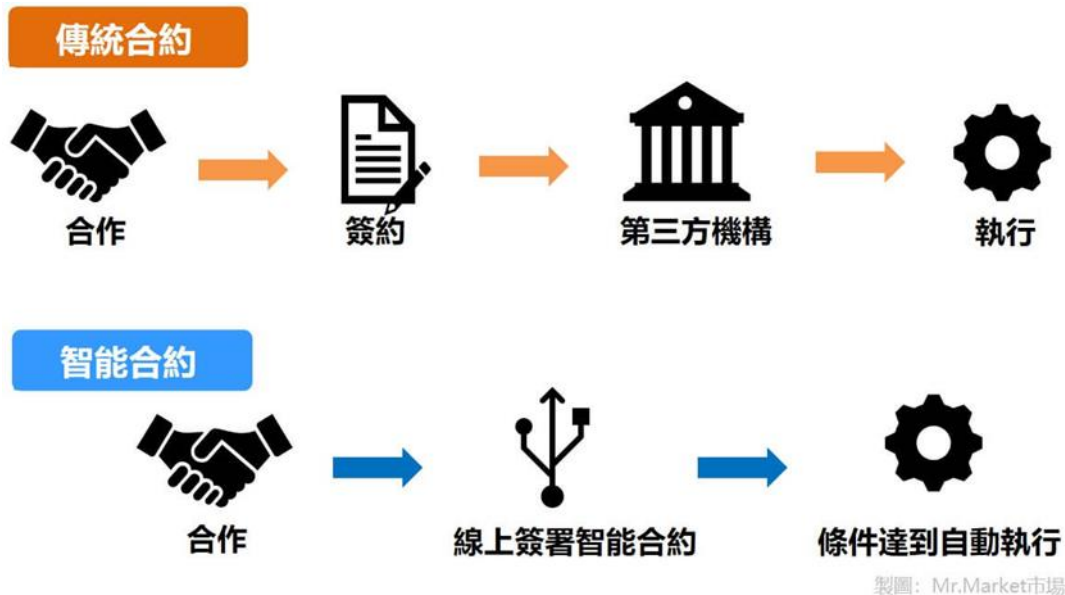 傳統合約
合作
簽約
第三方機構
執行
智能合約
合作
線上簽署智能合約
條件達到自動執行
製圖：Mr.Market市場